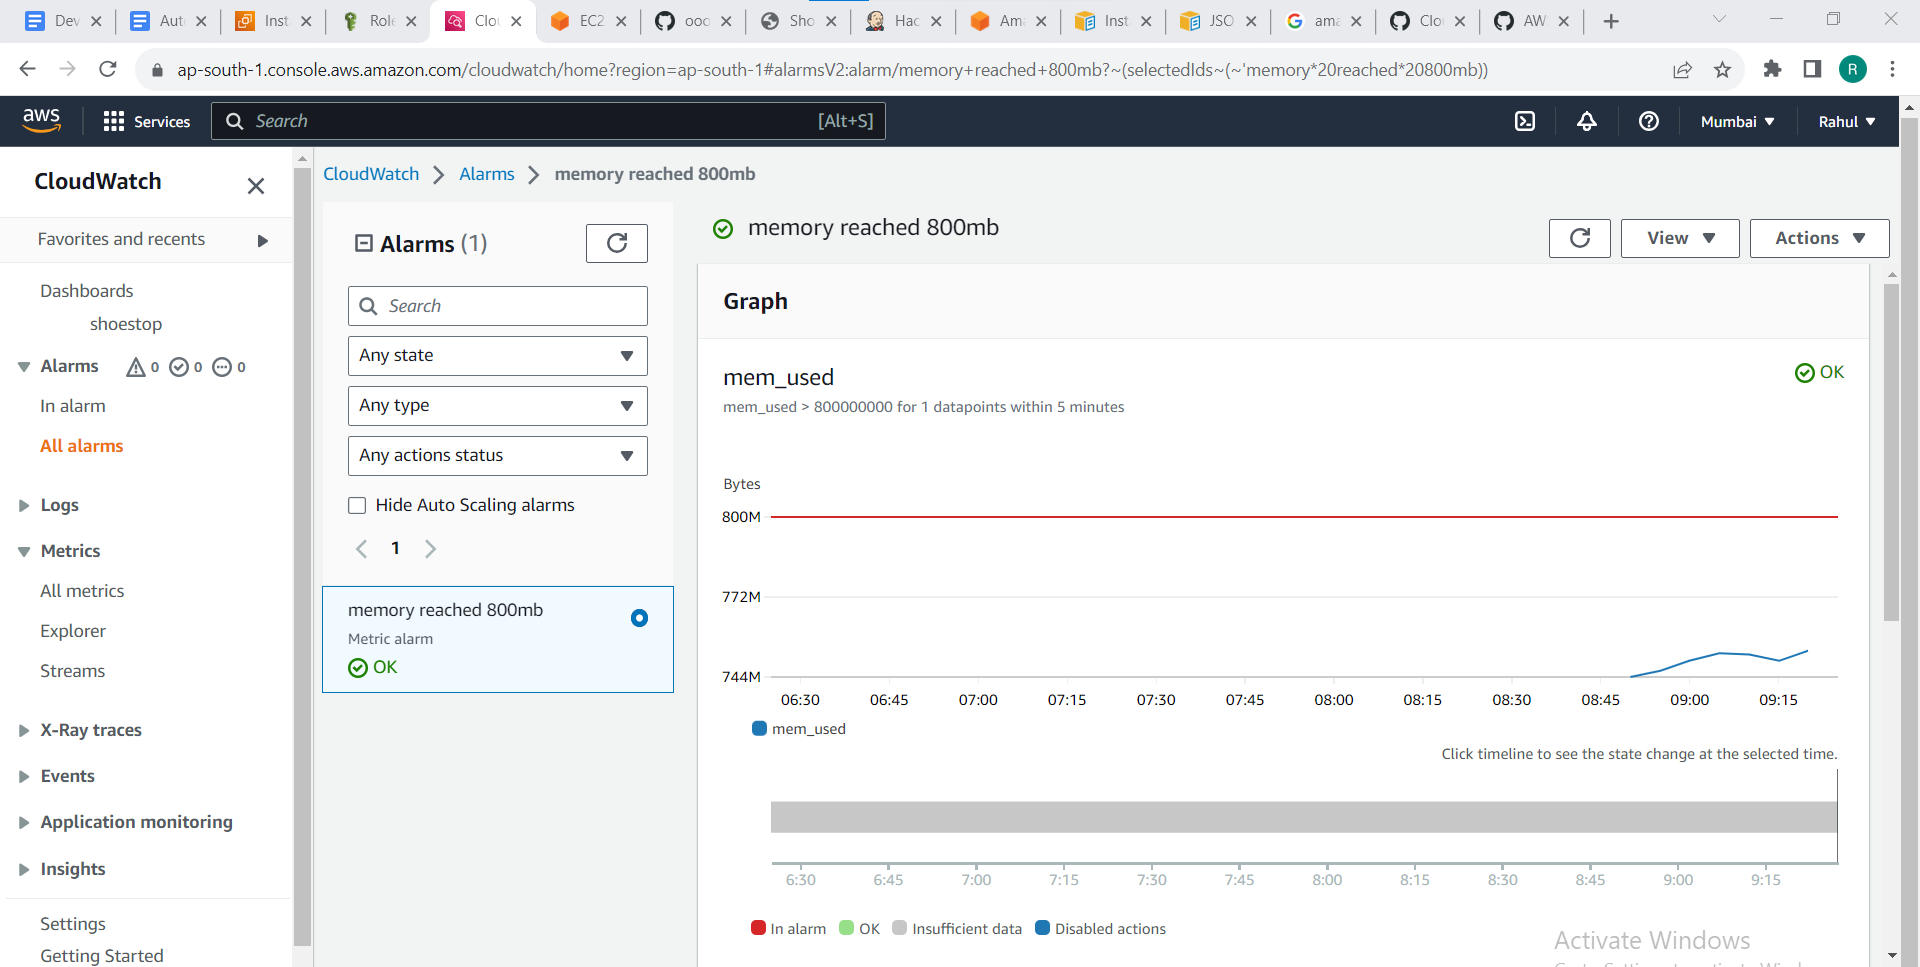 Dev
Auto
Inst
Role
Clou
EC2
ooo
Sho
Hac
Ama
Inst
JSO
ama
Clou
AW
ap-south-1.console.aws.amazon.com/cloudwatch/home?region=ap-south-1#alarmsV2:alarm/memory+reached+800mb?~(selectedIds~(~'memory*20reached*20800mb))
R
aws
Services
Search
[Alt+S]
Mumbai
Rahul
CloudWatch
Favorites and recents
Dashboards
shoestop
Alarms 0 0 0
In alarm
All alarms
Logs
Metrics
All metrics
Explorer
Streams
X-Ray traces
Events
Application monitoring
Insights
Settings
Getting Started
CloudWatch
Alarms
memory reached 800mb
Alarms (1)
Search
Any state
Any type
Any actions status
Hide Auto Scaling alarms
1
memory reached 800mb
Metric alarm
OK
memory reached 800mb
View
Actions
Graph
mem_used
OK
mem_used > 800000000 for 1 datapoints within 5 minutes
Bytes
800M
772M
744M
06:30 06:45 07:00 07:15 07:30 07:45 08:00 08:15 08:30 08:45 09:00 09:15
mem_used
Click timeline to see the state change at the selected time.
6:30 6:45 7:00 7:15 7:30 7:45 8:00 8:15 8:30 8:45 9:00 9:15
In alarm OK Insufficient data Disabled actions
Activate Windows